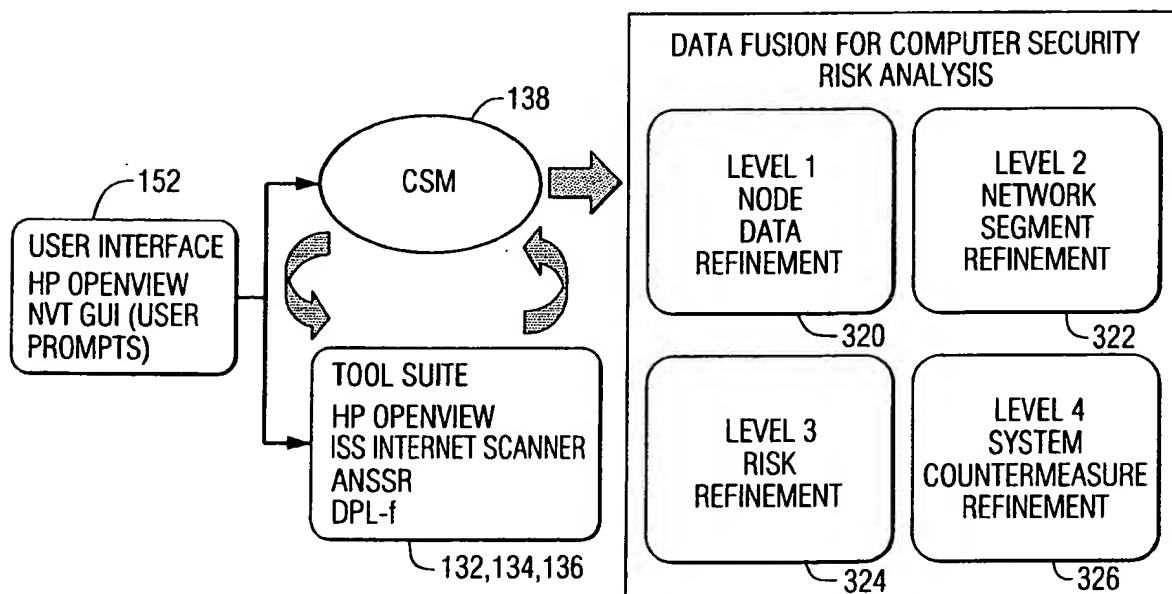 152
USER INTERFACE
HP OPENVIEW
NVT GUI (USER
PROMPTS)
138
CSM
TOOL SUITE
HP OPENVIEW
ISS INTERNET SCANNER
ANSSR
DPL-f
132,134,136
DATA FUSION FOR COMPUTER SECURITY
RISK ANALYSIS
LEVEL 1
NODE
DATA
REFINEMENT
320
LEVEL 2
NETWORK
SEGMENT
REFINEMENT
322
LEVEL 3
RISK
REFINEMENT
324
LEVEL 4
SYSTEM
COUNTERMEASURE
REFINEMENT
326